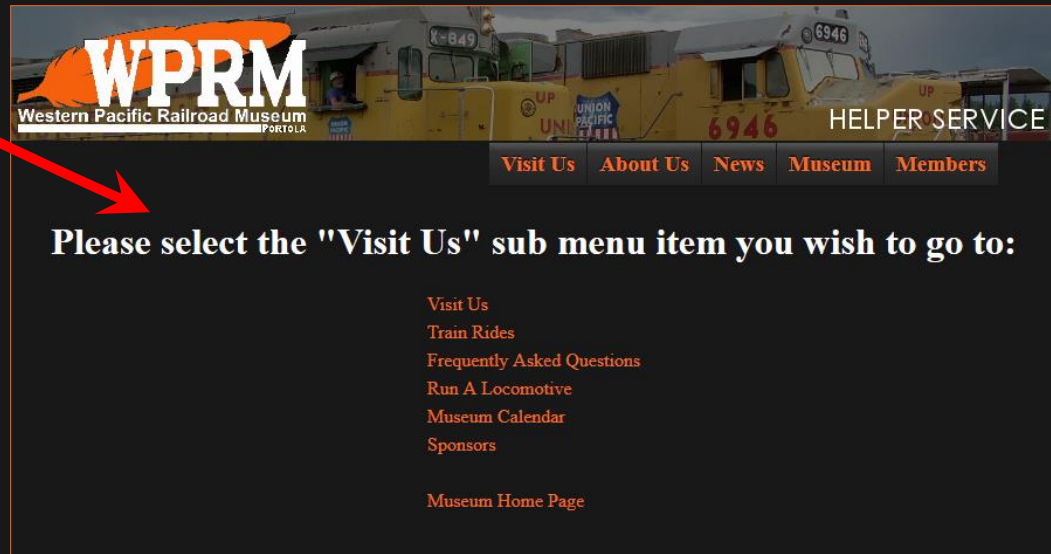 WPRM
Western Pacific Railroad Museum
PORTOLA
X-849
6946
UP
UNION
PACIFIC
UNI
6946
UP
HELPER SERVICE
Visit Us About Us News Museum Members
Please select the "Visit Us" sub menu item you wish to go to:
Visit Us
Train Rides
Frequently Asked Questions
Run A Locomotive
Museum Calendar
Sponsors
Museum Home Page